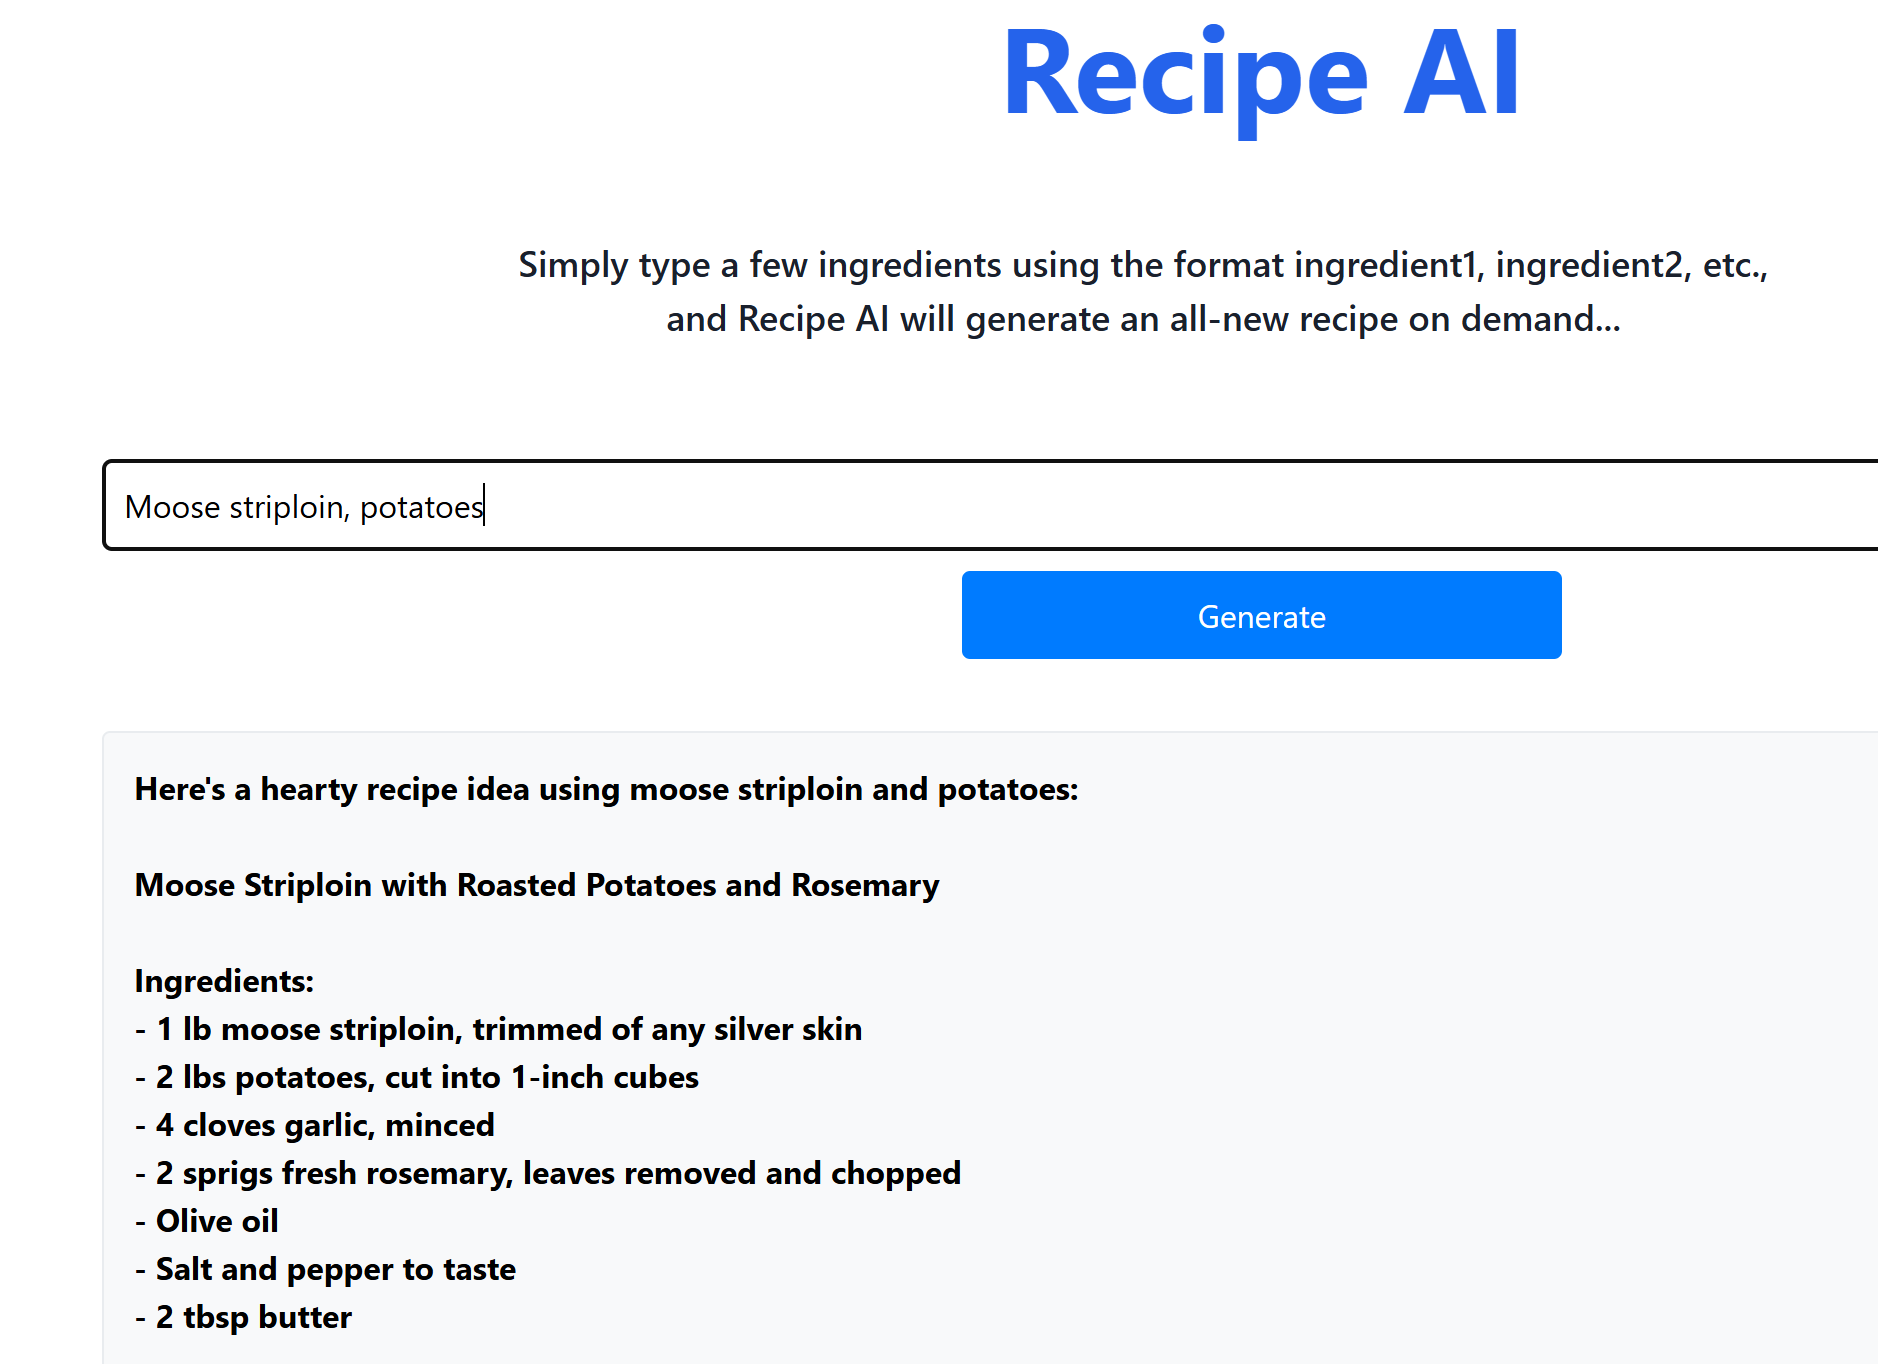 Recipe AI
Simply type a few ingredients using the format ingredient1, ingredient2, etc.,
and Recipe AI will generate an all-new recipe on demand...
Moose striploin, potatoes
Generate
Here's a hearty recipe idea using moose striploin and potatoes:
Moose Striploin with Roasted Potatoes and Rosemary
Ingredients:
- 1 lb moose striploin, trimmed of any silver skin
- 2 lbs potatoes, cut into 1-inch cubes
- 4 cloves garlic, minced
- 2 sprigs fresh rosemary, leaves removed and chopped
- Olive oil
- Salt and pepper to taste
- 2 tbsp butter